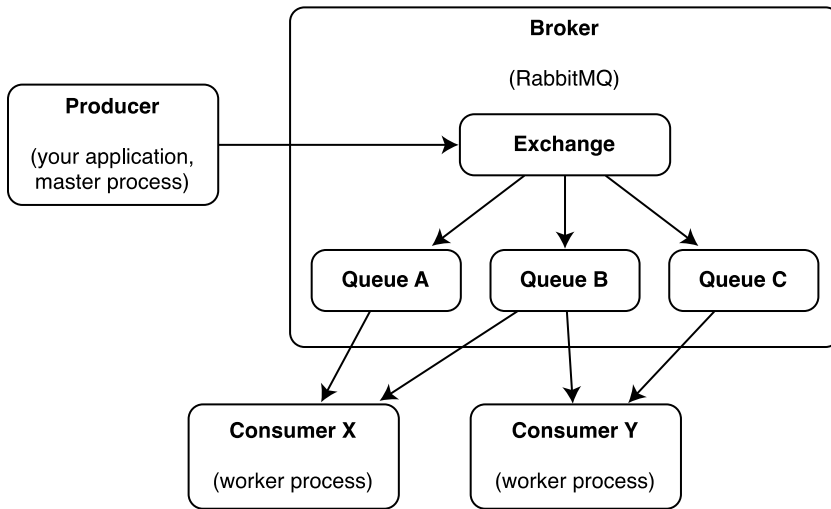 Broker
(RabbitMQ)
Producer
(your application,
master process)
Exchange
Queue A
Queue B
Queue C
Consumer X
(worker process)
Consumer Y
(worker process)